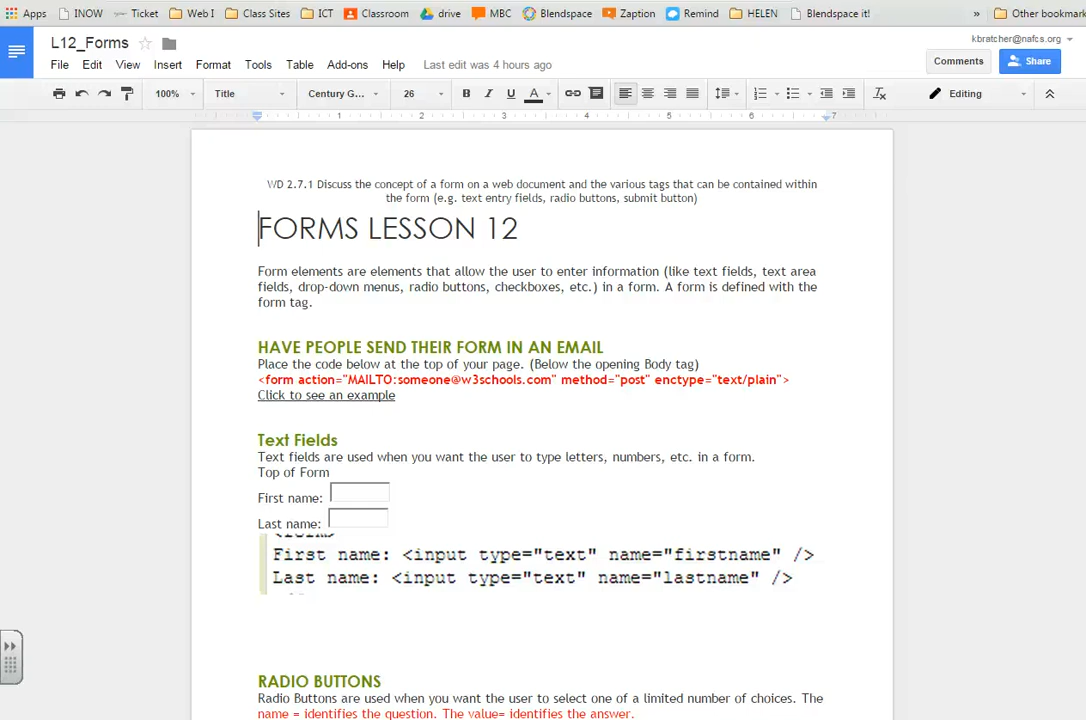 Apps INOW Ticket Web I Class Sites ICT Classroom drive MBC Blendspace Zaption Remind HELEN Blendspace it! » Other bookmark
L12_Forms
kbratcher@nafcs.org
File Edit View Insert Format Tools Table Add-ons Help Last edit was 4 hours ago
Comments Share
100% Title Century G... 26 B I U A Editing
1 2 3 4 5 6 7
WD 2.7.1 Discuss the concept of a form on a web document and the various tags that can be contained within
the form (e.g. text entry fields, radio buttons, submit button)
FORMS LESSON 12
Form elements are elements that allow the user to enter information (like text fields, text area
fields, drop-down menus, radio buttons, checkboxes, etc.) in a form. A form is defined with the
form tag.
HAVE PEOPLE SEND THEIR FORM IN AN EMAIL
Place the code below at the top of your page. (Below the opening Body tag)
<form action="MAILTO:someone@w3schools.com" method="post" enctype="text/plain">
Click to see an example
Text Fields
Text fields are used when you want the user to type letters, numbers, etc. in a form.
Top of Form
First name:
Last name:
First name: <input type="text" name="firstname" />
Last name: <input type="text" name="lastname" />
RADIO BUTTONS
Radio Buttons are used when you want the user to select one of a limited number of choices. The
name = identifies the question. The value= identifies the answer.